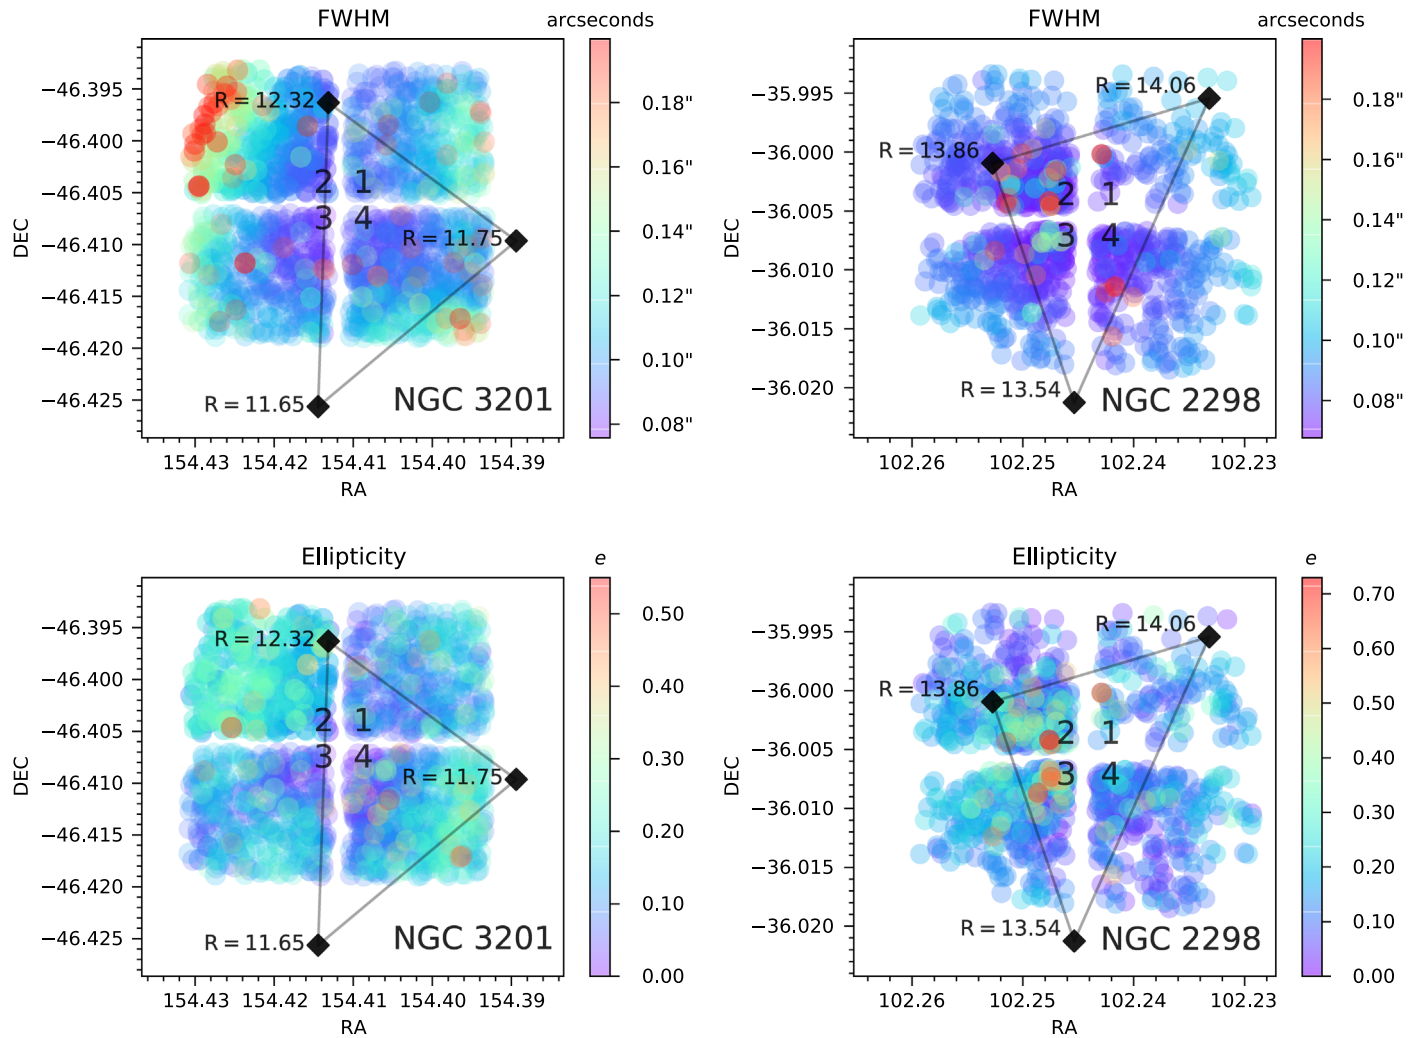 FWHM
arcseconds
−46.395
−46.400
−46.405
−46.410
−46.415
−46.420
−46.425
DEC
R = 12.32
2 1
3 4
R = 11.75
R = 11.65
NGC 3201
154.43 154.42 154.41 154.40 154.39
RA
0.18"
0.16"
0.14"
0.12"
0.10"
0.08"
FWHM
arcseconds
−35.995
−36.000
−36.005
−36.010
−36.015
−36.020
DEC
R = 14.06
R = 13.86
2 1
3 4
R = 13.54
NGC 2298
102.26 102.25 102.24 102.23
RA
0.18"
0.16"
0.14"
0.12"
0.10"
0.08"
Ellipticity
e
−46.395
−46.400
−46.405
−46.410
−46.415
−46.420
−46.425
DEC
R = 12.32
2 1
3 4
R = 11.75
R = 11.65
NGC 3201
154.43 154.42 154.41 154.40 154.39
RA
0.50
0.40
0.30
0.20
0.10
0.00
Ellipticity
e
−35.995
−36.000
−36.005
−36.010
−36.015
−36.020
DEC
R = 14.06
R = 13.86
2 1
3 4
R = 13.54
NGC 2298
102.26 102.25 102.24 102.23
RA
0.70
0.60
0.50
0.40
0.30
0.20
0.10
0.00